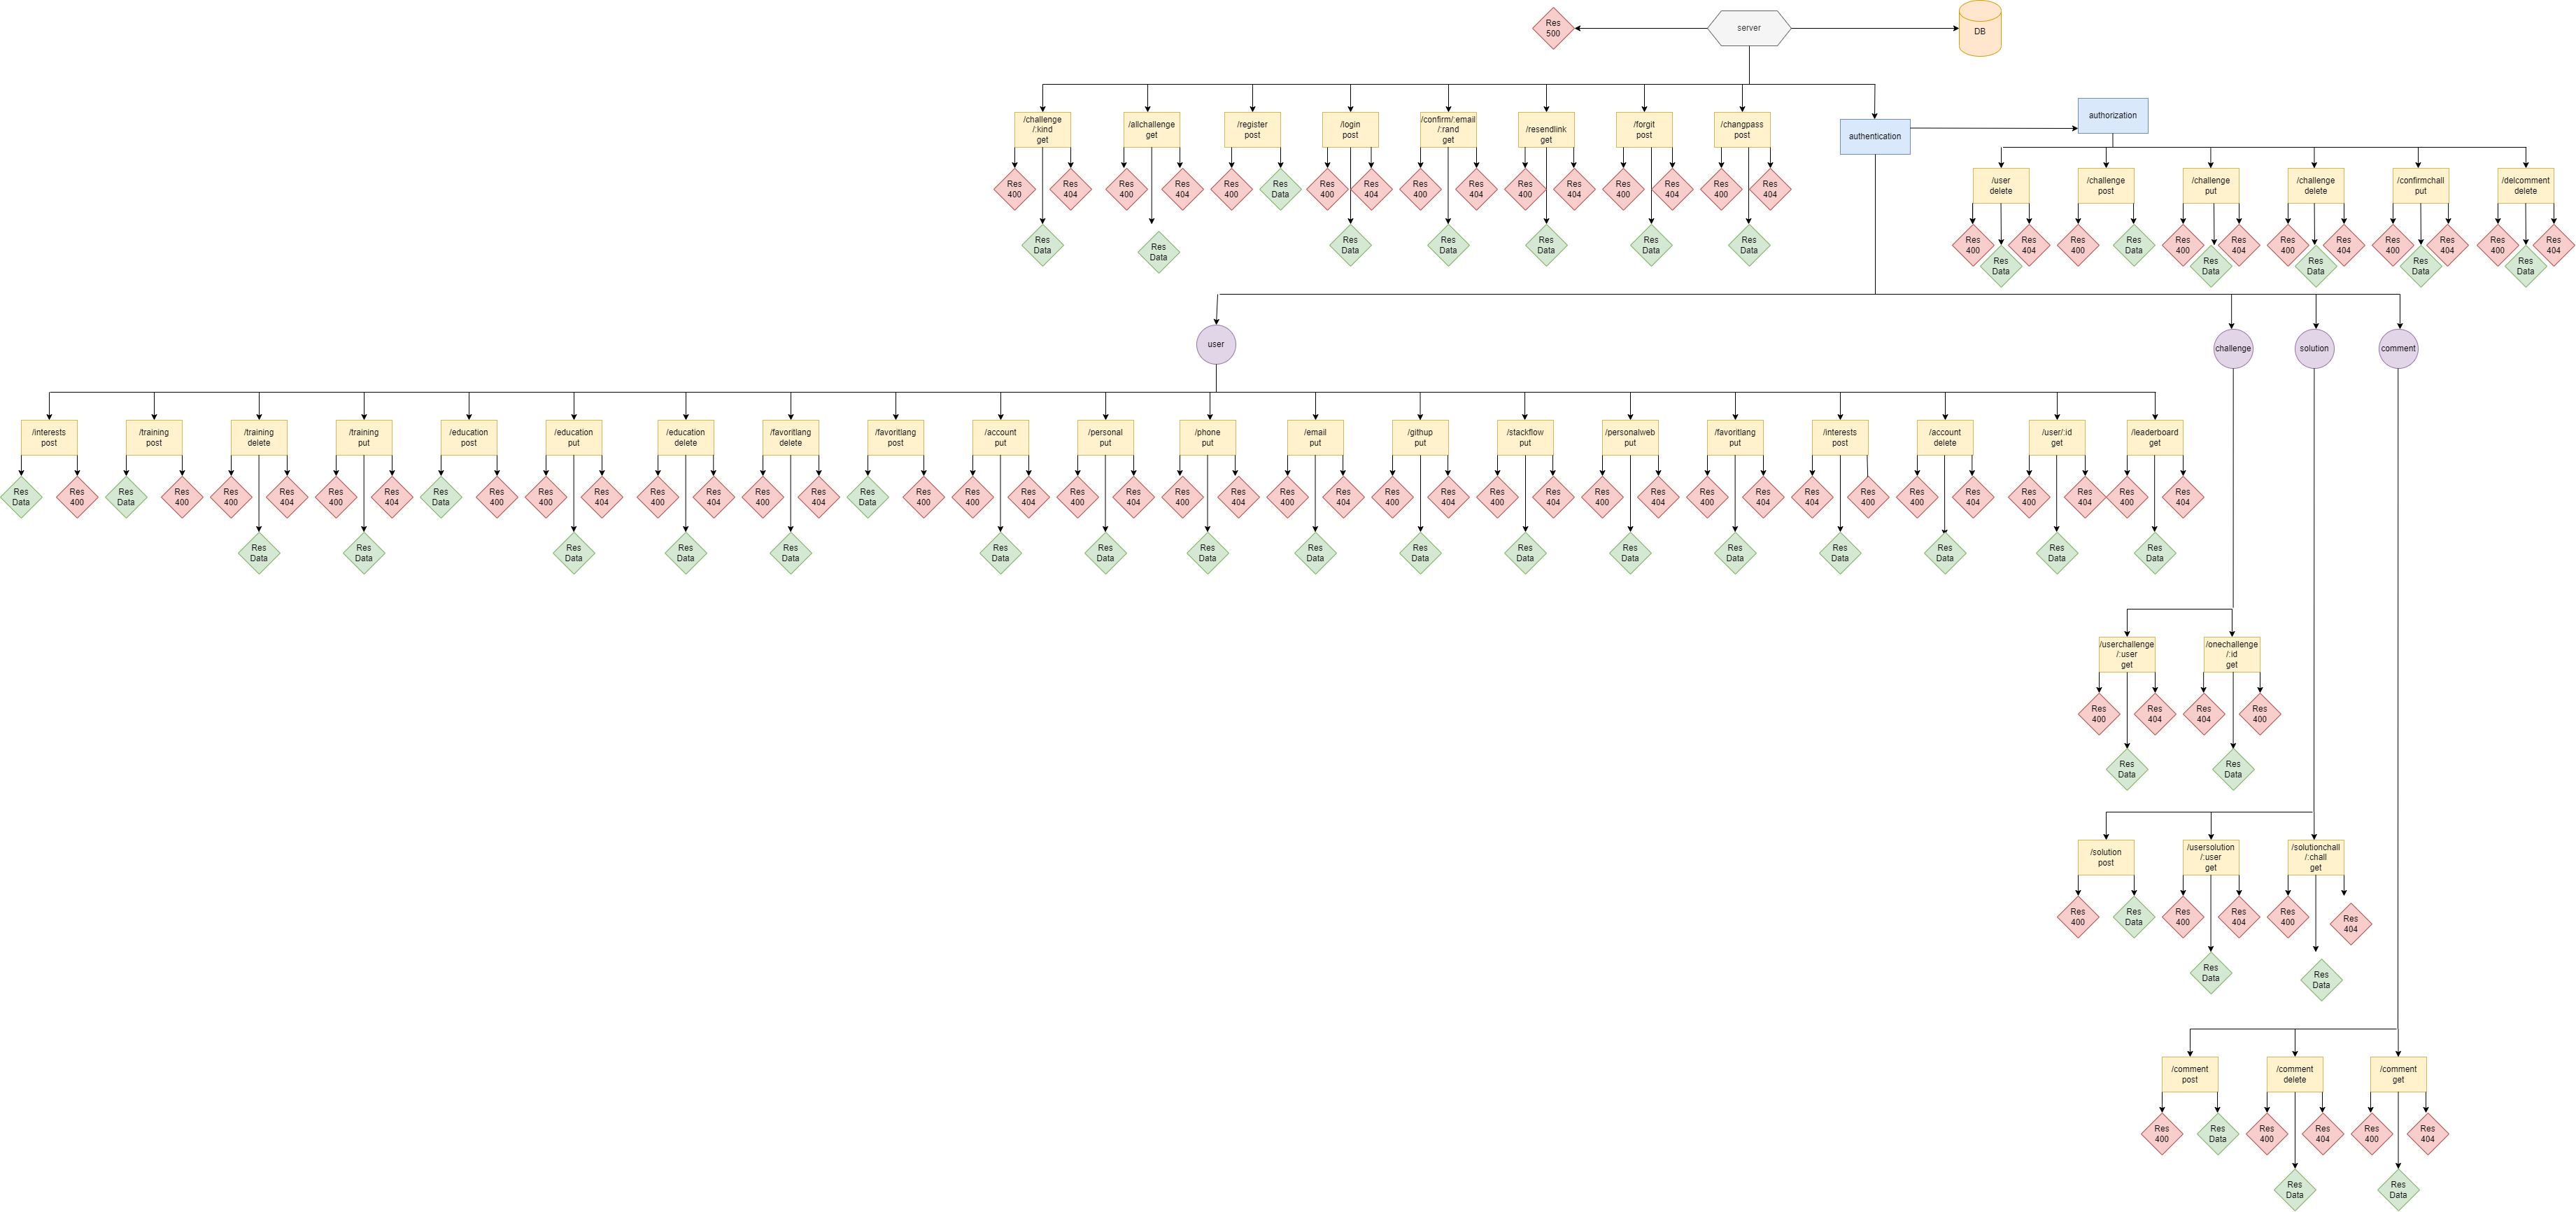 Res
500
server
DB
/challenge
/:kind
get
/allchallenge
get
/register
post
/login
post
/confirm/:email
/:rand
get
/resendlink
get
/forgit
post
/changpass
post
authentication
authorization
Res
400
Res
404
Res
400
Res
404
Res
400
Res
Data
Res
400
Res
404
Res
400
Res
404
Res
400
Res
404
Res
400
Res
404
Res
400
Res
404
Res
Data
Res
Data
Res
Data
Res
Data
Res
Data
Res
Data
Res
Data
/user
delete
/challenge
post
/challenge
put
/challenge
delete
/confirmchall
put
/delcomment
delete
Res
400
Res
404
Res
400
Res
Data
Res
400
Res
404
Res
400
Res
404
Res
400
Res
404
Res
400
Res
404
Res
Data
Res
Data
Res
Data
Res
Data
Res
Data
user
challenge
solution
comment
/interests
post
/training
post
/training
delete
/training
put
/education
post
/education
put
/education
delete
/favoritlang
delete
/favoritlang
post
/account
put
/personal
put
/phone
put
/email
put
/githup
put
/stackflow
put
/personalweb
put
/favoritlang
put
/interests
post
/account
delete
/user/:id
get
/leaderboard
get
Res
Data
Res
400
Res
Data
Res
400
Res
400
Res
404
Res
400
Res
404
Res
Data
Res
400
Res
400
Res
404
Res
400
Res
404
Res
400
Res
404
Res
Data
Res
400
Res
400
Res
404
Res
400
Res
404
Res
400
Res
404
Res
400
Res
404
Res
400
Res
404
Res
400
Res
404
Res
400
Res
404
Res
400
Res
404
Res
404
Res
400
Res
400
Res
404
Res
400
Res
404
Res
400
Res
404
Res
Data
Res
Data
Res
Data
Res
Data
Res
Data
Res
Data
Res
Data
Res
Data
Res
Data
Res
Data
Res
Data
Res
Data
Res
Data
Res
Data
Res
Data
Res
Data
Res
Data
/userchallenge
/:user
get
/onechallenge
/:id
get
Res
400
Res
404
Res
404
Res
400
Res
Data
Res
Data
/solution
post
/usersolution
/:user
get
/solutionchall
/:chall
get
Res
400
Res
Data
Res
400
Res
404
Res
400
Res
404
Res
Data
Res
Data
/comment
post
/comment
delete
/comment
get
Res
400
Res
Data
Res
400
Res
404
Res
400
Res
404
Res
Data
Res
Data